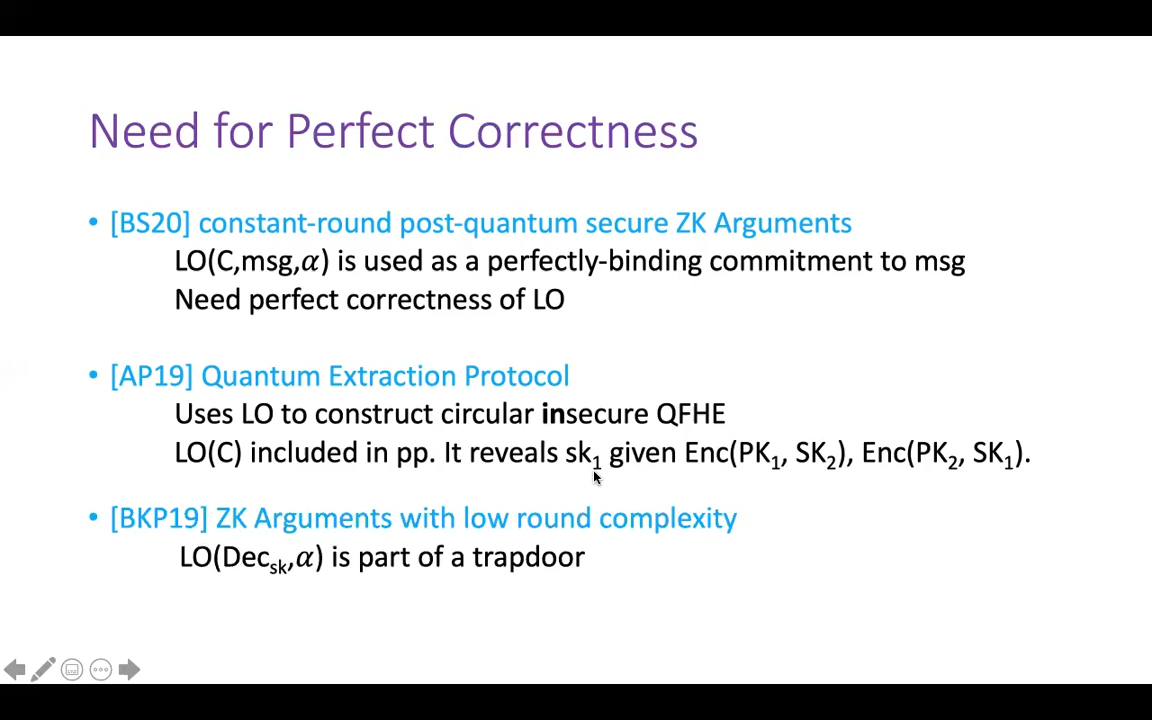 Need for Perfect Correctness
• [BS20] constant-round post-quantum secure ZK Arguments
LO(C,msg,𝛼) is used as a perfectly-binding commitment to msg
Need perfect correctness of LO
• [AP19] Quantum Extraction Protocol
Uses LO to construct circular insecure QFHE
LO(C) included in pp. It reveals sk₁ given Enc(PK₁, SK₂), Enc(PK₂, SK₁).
• [BKP19] ZK Arguments with low round complexity
LO(Dec_sk,𝛼) is part of a trapdoor